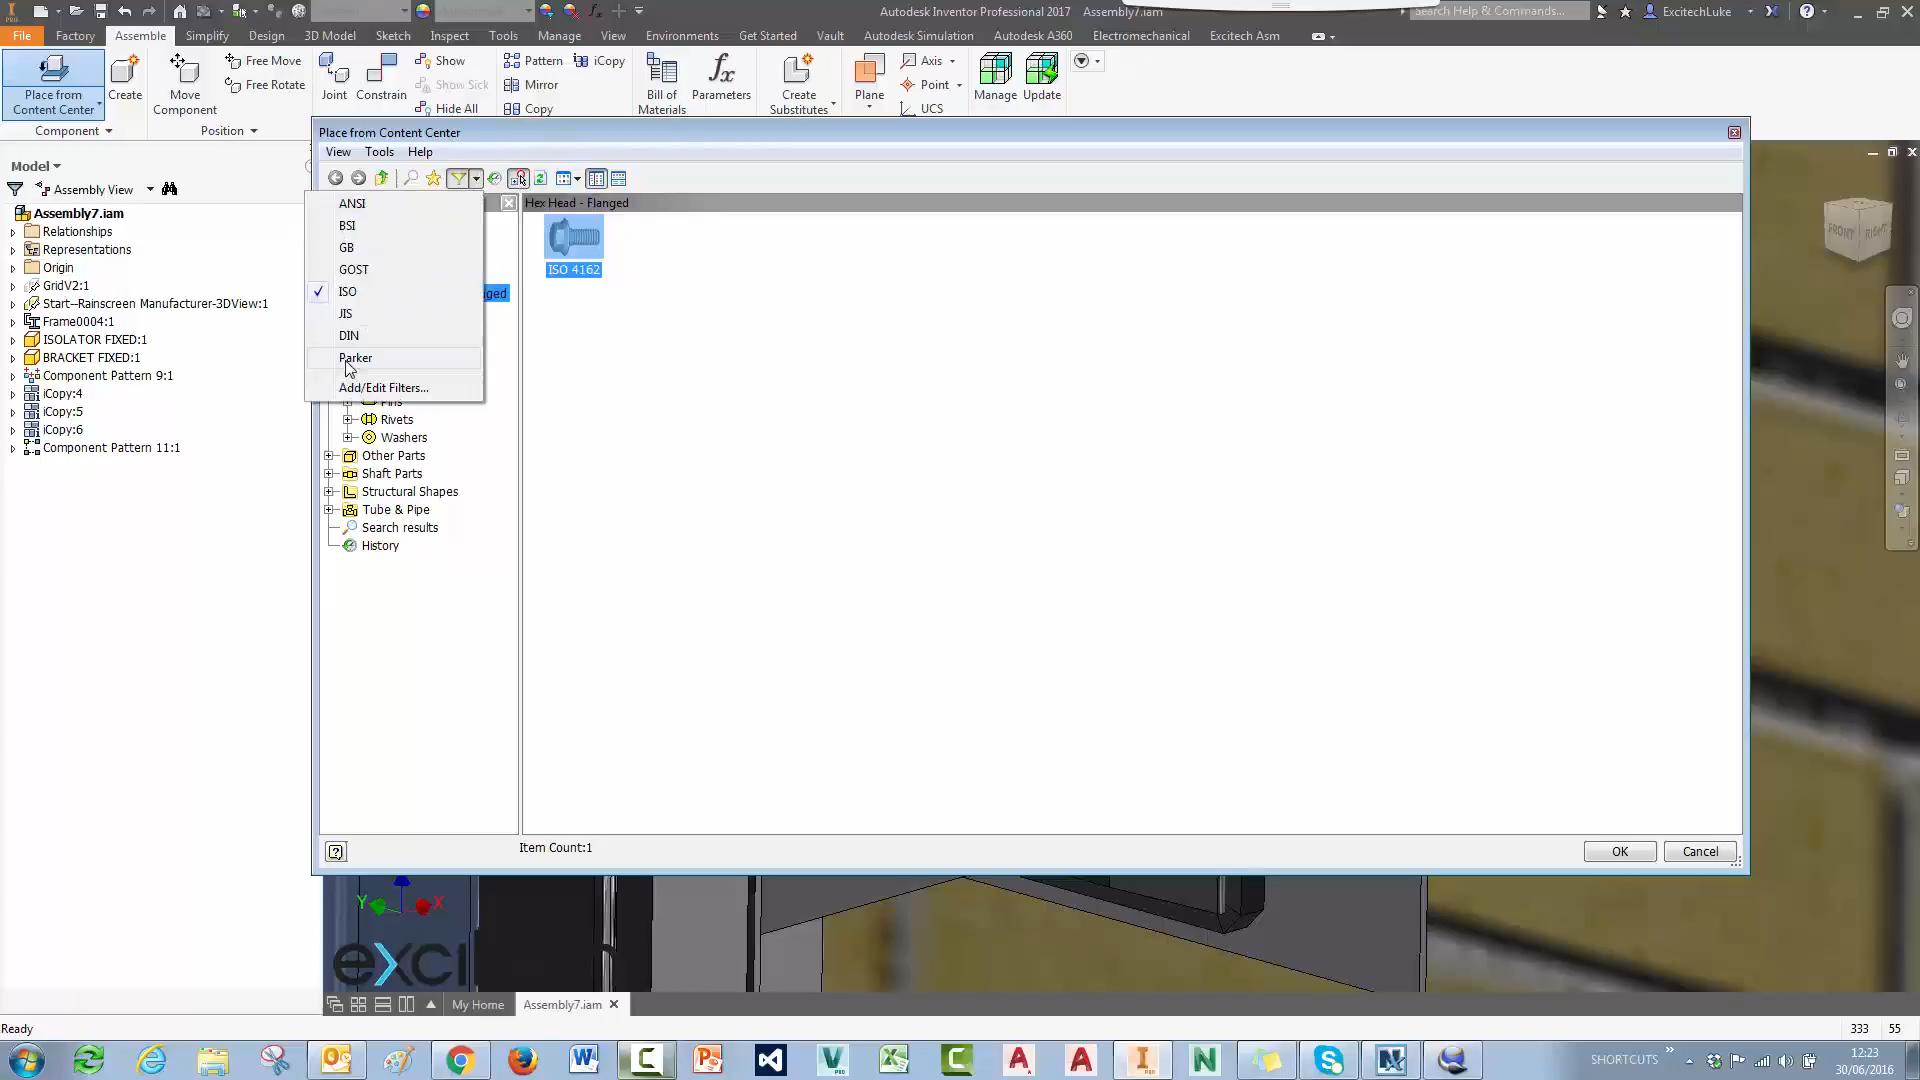 Autodesk Inventor Professional 2017 Assembly7.iam
Search Help & Commands...
ExcitechLuke
File Factory Assemble Simplify Design 3D Model Sketch Inspect Tools Manage View Environments Get Started Vault Autodesk Simulation Autodesk A360 Electromechanical Excitech Asm
Place from Content Center
Create
Move Component
Free Move
Free Rotate
Joint
Constrain
Show
Show Sick
Hide All
Pattern
Mirror
Copy
iCopy
Bill of Materials
Parameters
Create Substitutes
Plane
Axis
Point
UCS
Manage
Update
Component
Position
Model
Assembly View
Assembly7.iam
Relationships
Representations
Origin
GridV2:1
Start--Rainscreen Manufacturer-3DView:1
Frame0004:1
ISOLATOR FIXED:1
BRACKET FIXED:1
Component Pattern 9:1
iCopy:4
iCopy:5
iCopy:6
Component Pattern 11:1
Place from Content Center
View Tools Help
ANSI
BSI
GB
GOST
ISO
JIS
DIN
Parker
Add/Edit Filters...
Pins
Rivets
Washers
Other Parts
Shaft Parts
Structural Shapes
Tube & Pipe
Search results
History
Hex Head - Flanged
ISO 4162
Item Count:1
OK
Cancel
FRONT
RIGHT
Y
X
exci
My Home
Assembly7.iam
Ready
333 55
SHORTCUTS
12:23
30/06/2016